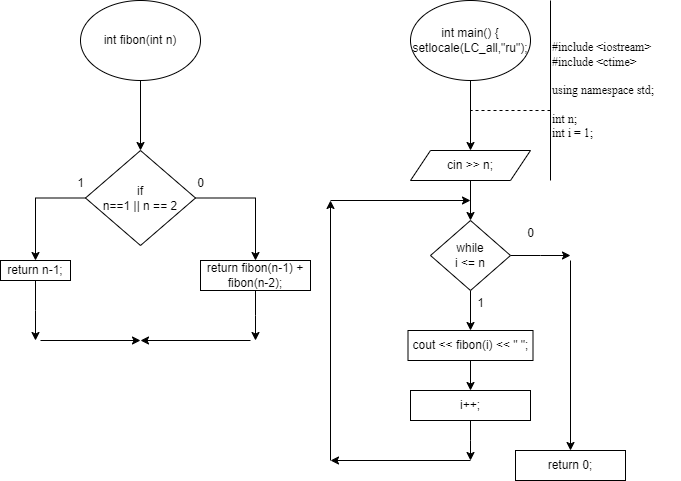 int fibon(int n)
if
n==1 || n == 2
1
0
return n-1;
return fibon(n-1) +
fibon(n-2);
int main() {
setlocale(LC_all,"ru");
#include <iostream>
#include <ctime>
using namespace std;
int n;
int i = 1;
cin >> n;
while
i <= n
0
1
cout << fibon(i) << " ";
i++;
return 0;